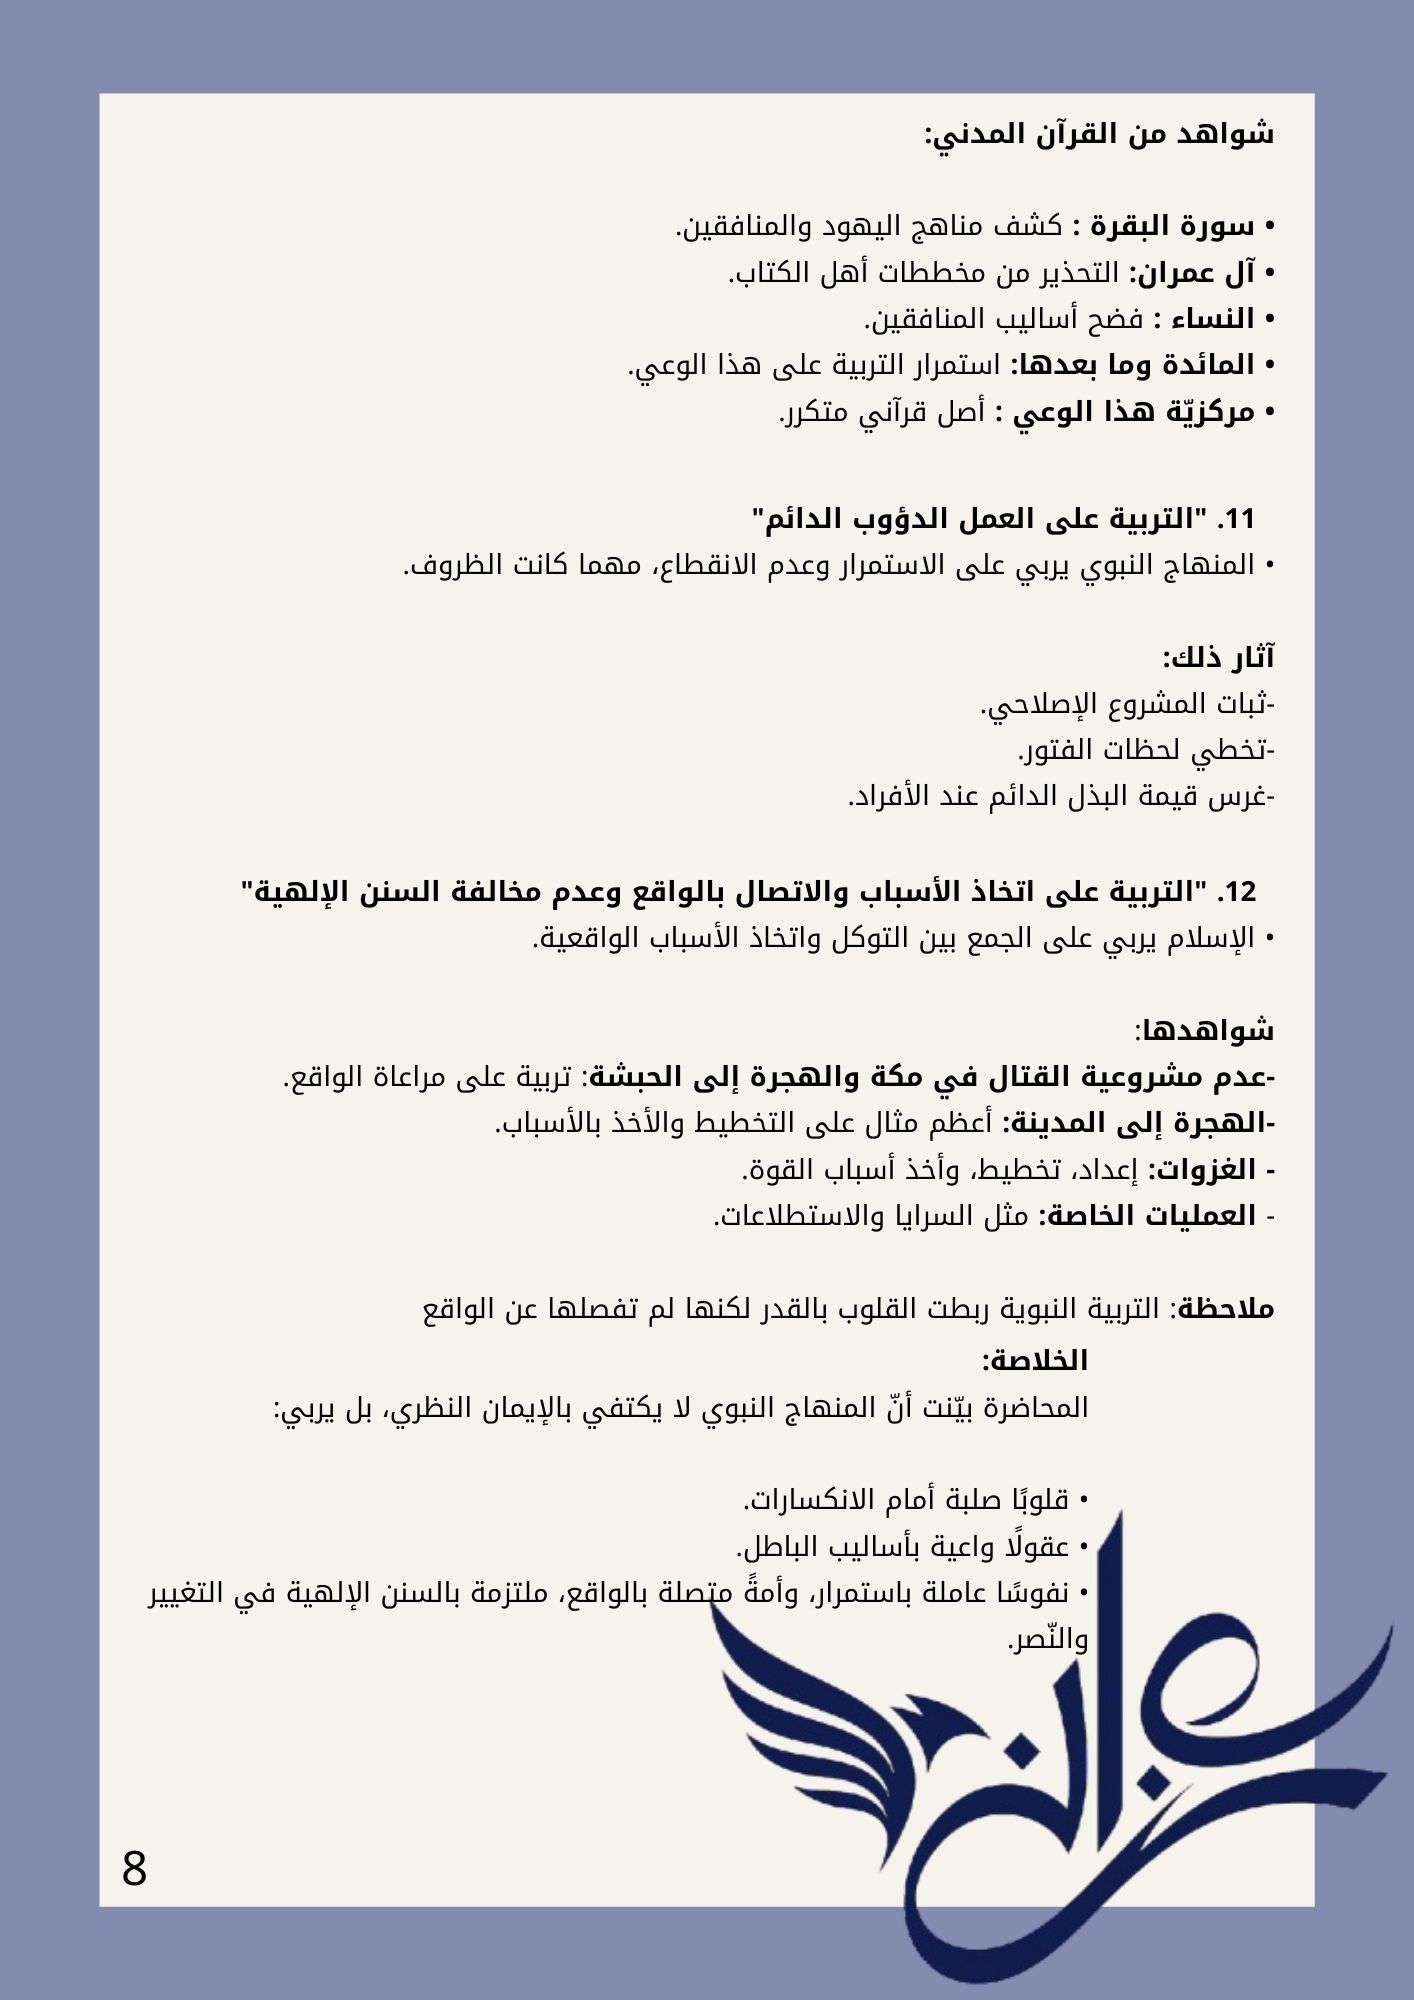 شواهد من القرآن المدني:
• سورة البقرة : كشف مناهج اليهود والمنافقين.
• آل عمران: التحذير من مخططات أهل الكتاب.
• النساء : فضح أساليب المنافقين.
• المائدة وما بعدها: استمرار التربية على هذا الوعي.
• مركزيّة هذا الوعي : أصل قرآني متكرر.
11. "التربية على العمل الدؤوب الدائم"
• المنهاج النبوي يربي على الاستمرار وعدم الانقطاع، مهما كانت الظروف.
آثار ذلك:
-ثبات المشروع الإصلاحي.
-تخطي لحظات الفتور.
-غرس قيمة البذل الدائم عند الأفراد.
12. "التربية على اتخاذ الأسباب والاتصال بالواقع وعدم مخالفة السنن الإلهية"
• الإسلام يربي على الجمع بين التوكل واتخاذ الأسباب الواقعية.
شواهدها:
-عدم مشروعية القتال في مكة والهجرة إلى الحبشة: تربية على مراعاة الواقع.
-الهجرة إلى المدينة: أعظم مثال على التخطيط والأخذ بالأسباب.
- الغزوات: إعداد، تخطيط، وأخذ أسباب القوة.
- العمليات الخاصة: مثل السرايا والاستطلاعات.
ملاحظة: التربية النبوية ربطت القلوب بالقدر لكنها لم تفصلها عن الواقع
الخلاصة:
المحاضرة بيّنت أنّ المنهاج النبوي لا يكتفي بالإيمان النظري، بل يربي:
• قلوبًا صلبة أمام الانكسارات.
• عقولًا واعية بأساليب الباطل.
• نفوسًا عاملة باستمرار، وأمةً متصلة بالواقع، ملتزمة بالسنن الإلهية في التغيير
والنّصر.
8